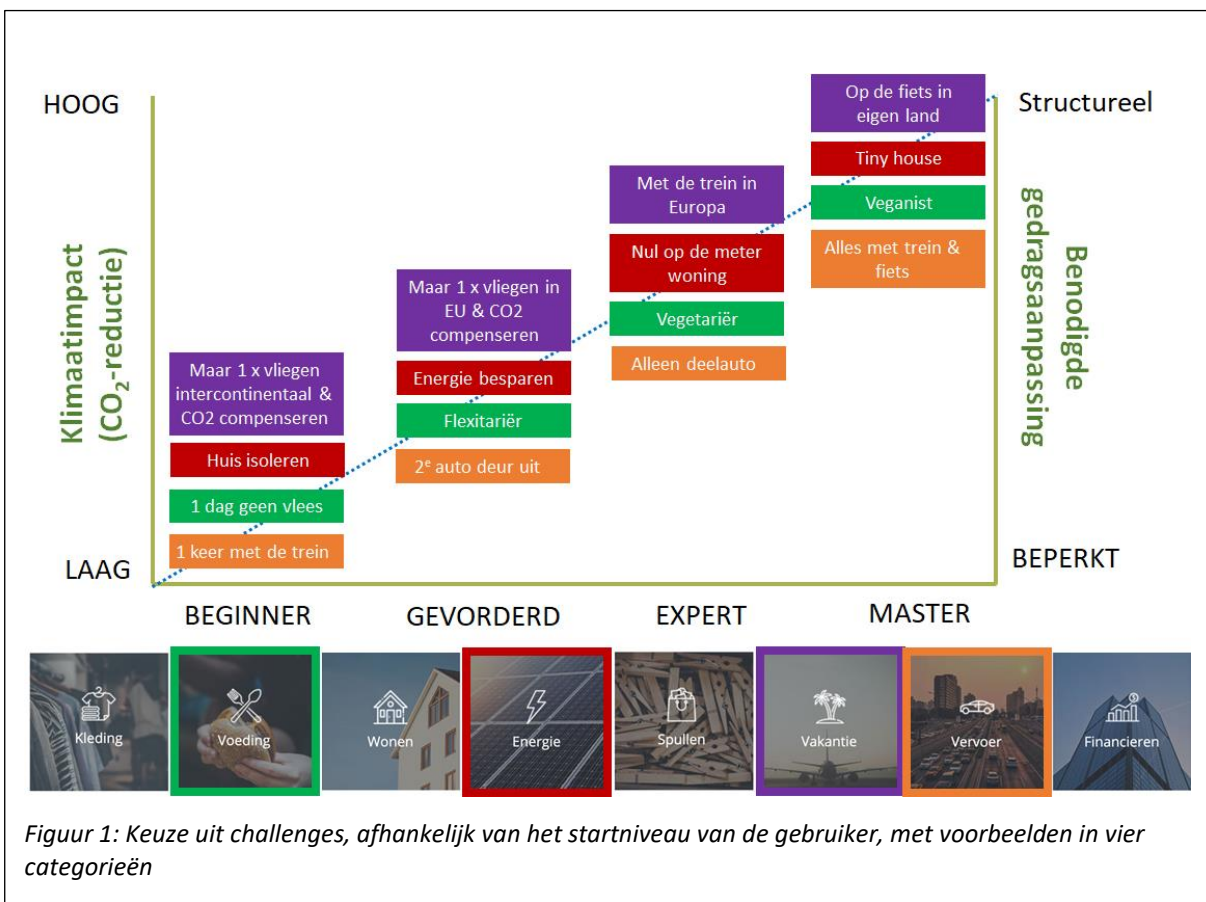 HOOG
Klimaatimpact
(CO₂-reductie)
LAAG
Structureel
Benodigde
gedragsaanpassing
BEPERKT
Maar 1 x vliegen
intercontinentaal &
CO2 compenseren
Huis isoleren
1 dag geen vlees
1 keer met de trein
Maar 1 x vliegen in
EU & CO2
compenseren
Energie besparen
Flexitariër
2ᵉ auto deur uit
Met de trein in
Europa
Nul op de meter
woning
Vegetariër
Alleen deelauto
Op de fiets in
eigen land
Tiny house
Veganist
Alles met trein &
fiets
BEGINNER
GEVORDERD
EXPERT
MASTER
Kleding
Voeding
Wonen
Energie
Spullen
Vakantie
Vervoer
Financieren
Figuur 1: Keuze uit challenges, afhankelijk van het startniveau van de gebruiker, met voorbeelden in vier
categorieën